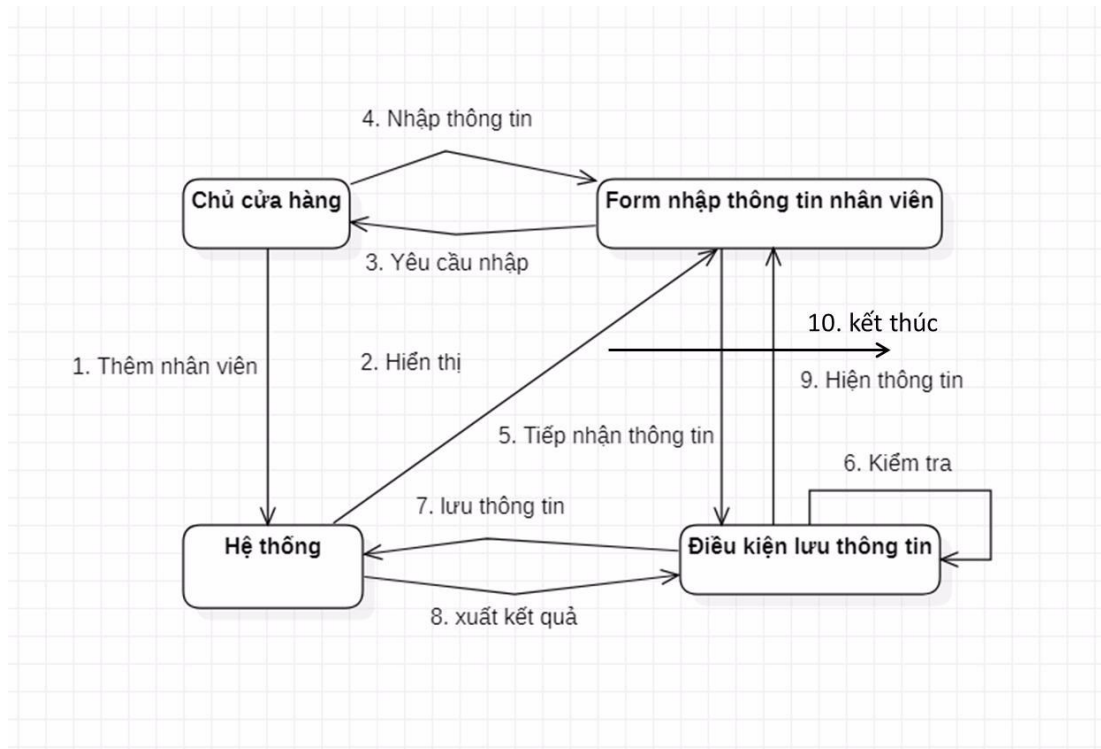 4. Nhập thông tin
Chủ cửa hàng
Form nhập thông tin nhân viên
3. Yêu cầu nhập
10. kết thúc
1. Thêm nhân viên
2. Hiển thị
9. Hiện thông tin
5. Tiếp nhận thông tin
6. Kiểm tra
7. lưu thông tin
Hệ thống
Điều kiện lưu thông tin
8. xuất kết quả